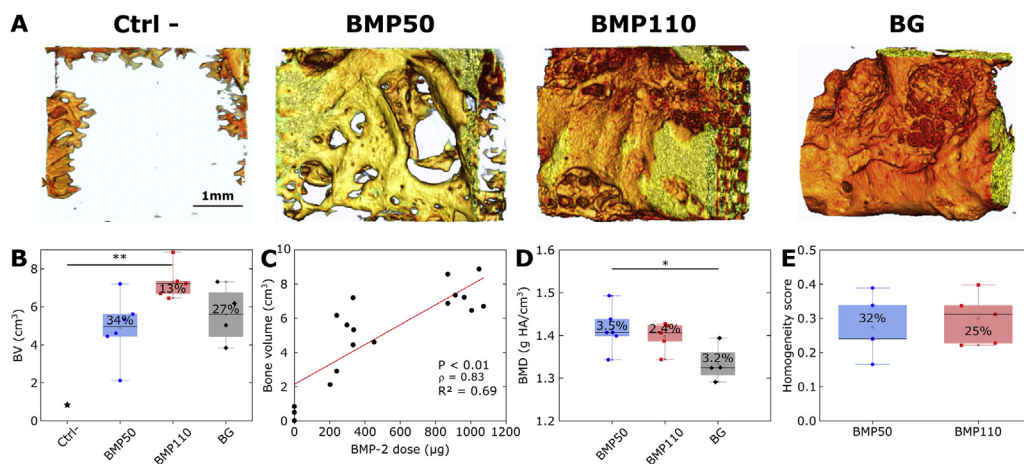 A Ctrl - BMP50 BMP110 BG
1mm
B
BV (cm³)
8
6
4
2
0
**
34%
13%
27%
Ctrl-
BMP50
BMP110
BG
C
Bone volume (cm³)
10
8
6
4
2
0
P < 0.01
ρ = 0.83
R² = 0.69
0 200 400 600 800 1000 1200
BMP-2 dose (µg)
D
BMD (g HA/cm³)
1.6
1.5
1.4
1.3
1.2
*
3.5%
2.4%
3.2%
BMP50
BMP110
BG
E
Homogeneity score
0.5
0.4
0.3
0.2
0.1
0.0
32%
25%
BMP50
BMP110